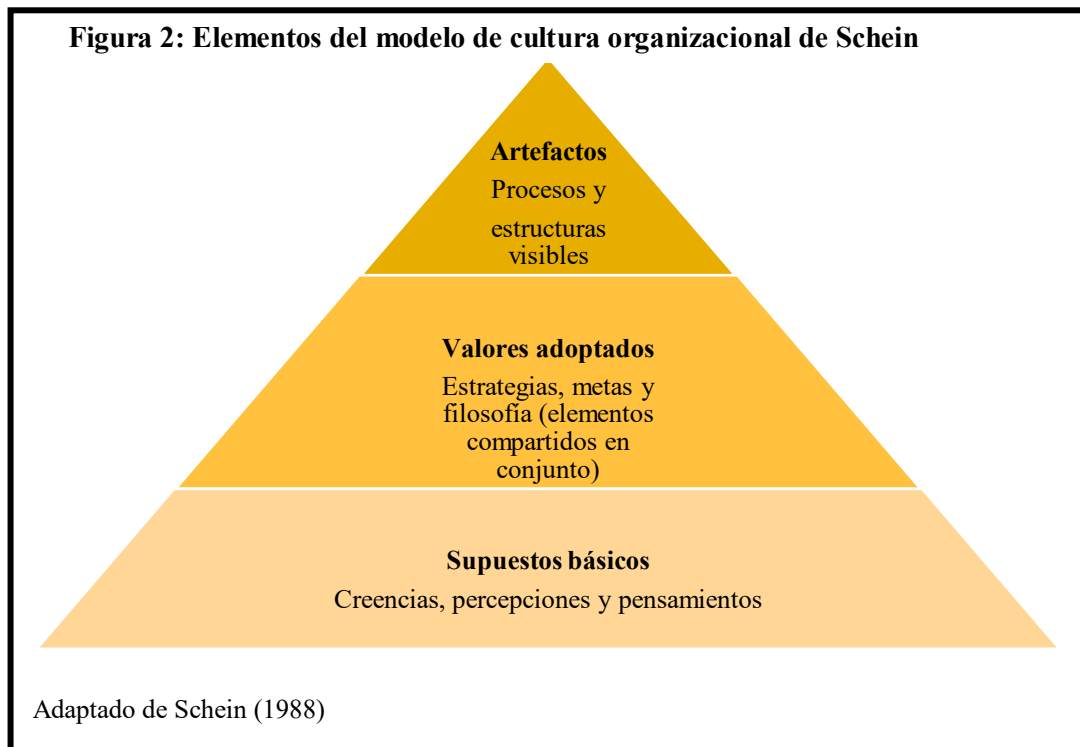 Figura 2: Elementos del modelo de cultura organizacional de Schein
Artefactos
Procesos y
estructuras
visibles
Valores adoptados
Estrategias, metas y
filosofía (elementos
compartidos en
conjunto)
Supuestos básicos
Creencias, percepciones y pensamientos
Adaptado de Schein (1988)